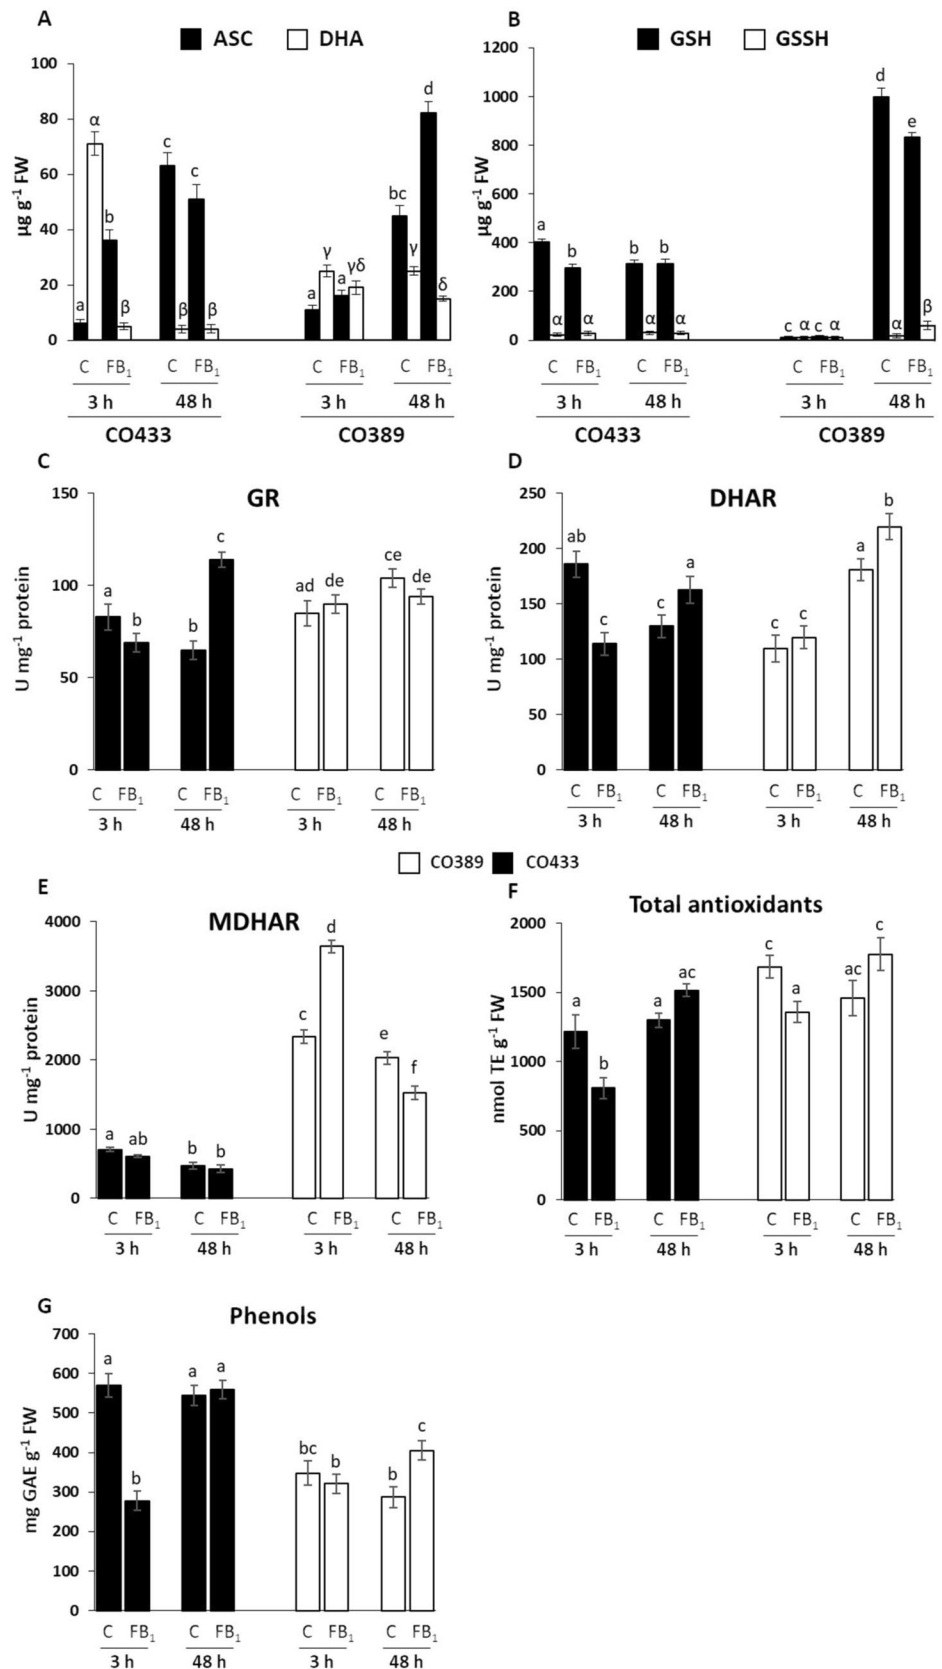 A
ASC DHA
100
80
60
40
20
0
µg g-1 FW
a α b β c β c β a γ a γδ bc γ d δ
C FB1 C FB1 C FB1 C FB1
3 h 48 h 3 h 48 h
CO433 CO389
B
GSH GSSH
1200
1000
800
600
400
200
0
µg g-1 FW
a α b α b α b α c α c α d α e β
C FB1 C FB1 C FB1 C FB1
3 h 48 h 3 h 48 h
CO433 CO389
C
GR
150
100
50
0
U mg-1 protein
a b b c ad de ce de
C FB1 C FB1 C FB1 C FB1
3 h 48 h 3 h 48 h
D
DHAR
250
200
150
100
50
0
U mg-1 protein
ab c c a c c a b
C FB1 C FB1 C FB1 C FB1
3 h 48 h 3 h 48 h
CO389 CO433
E
MDHAR
4000
3000
2000
1000
0
U mg-1 protein
a ab b b c d e f
C FB1 C FB1 C FB1 C FB1
3 h 48 h 3 h 48 h
F
Total antioxidants
2000
1500
1000
500
0
nmol TE g-1 FW
a b a ac c a ac c
C FB1 C FB1 C FB1 C FB1
3 h 48 h 3 h 48 h
G
Phenols
700
600
500
400
300
200
100
0
mg GAE g-1 FW
a b a a bc b b c
C FB1 C FB1 C FB1 C FB1
3 h 48 h 3 h 48 h